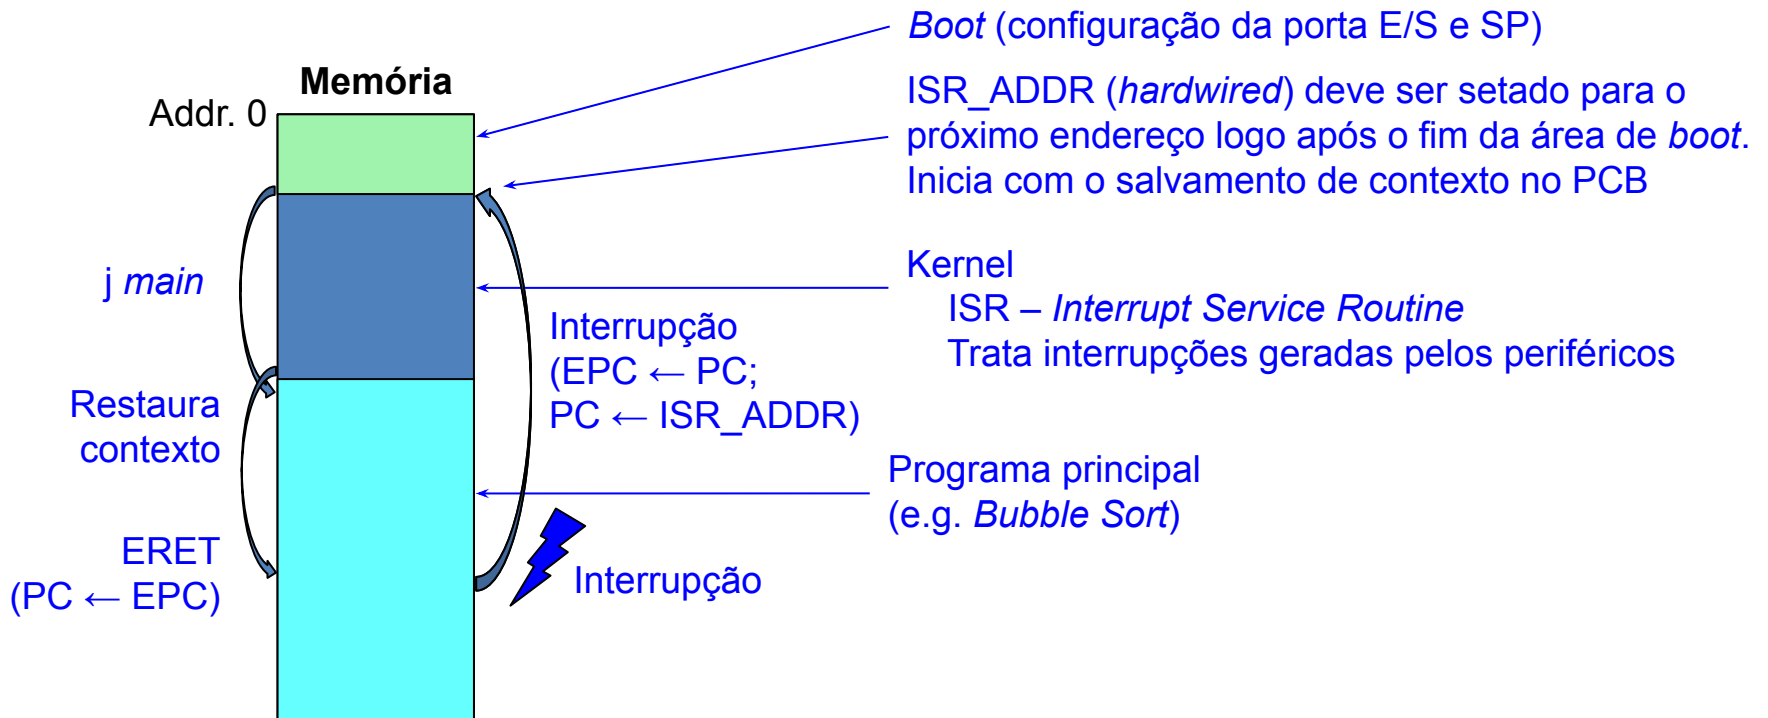 Boot (configuração da porta E/S e SP)
Memória
Addr. 0
ISR_ADDR (hardwired) deve ser setado para o
próximo endereço logo após o fim da área de boot.
Inicia com o salvamento de contexto no PCB
j main
Kernel
ISR – Interrupt Service Routine
Trata interrupções geradas pelos periféricos
Interrupção
(EPC ← PC;
PC ← ISR_ADDR)
Restaura
contexto
Programa principal
(e.g. Bubble Sort)
ERET
(PC ← EPC)
Interrupção